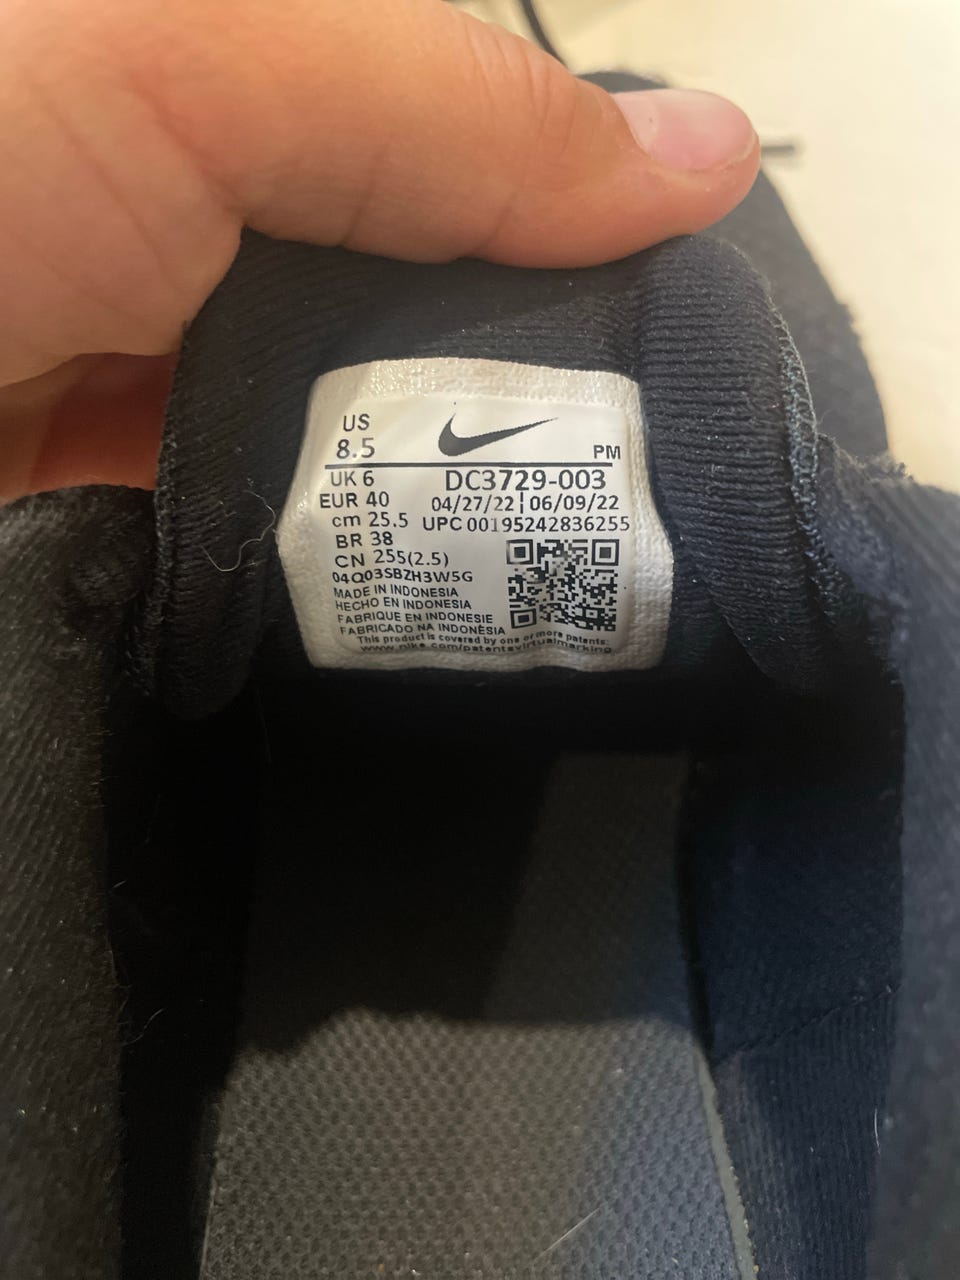 US
8.5
PM
UK 6
EUR 40
cm 25.5
BR 38
CN 255(2.5)
DC3729-003
04/27/22 | 06/09/22
UPC 00195242836255
04Q03SBZH3W5G
MADE IN INDONESIA
HECHO EN INDONESIA
FABRIQUE EN INDONESIE
FABRICADO NA INDONÈSIA
This product is covered by one or more patents:
www.nike.com/patentsvirtualmarking